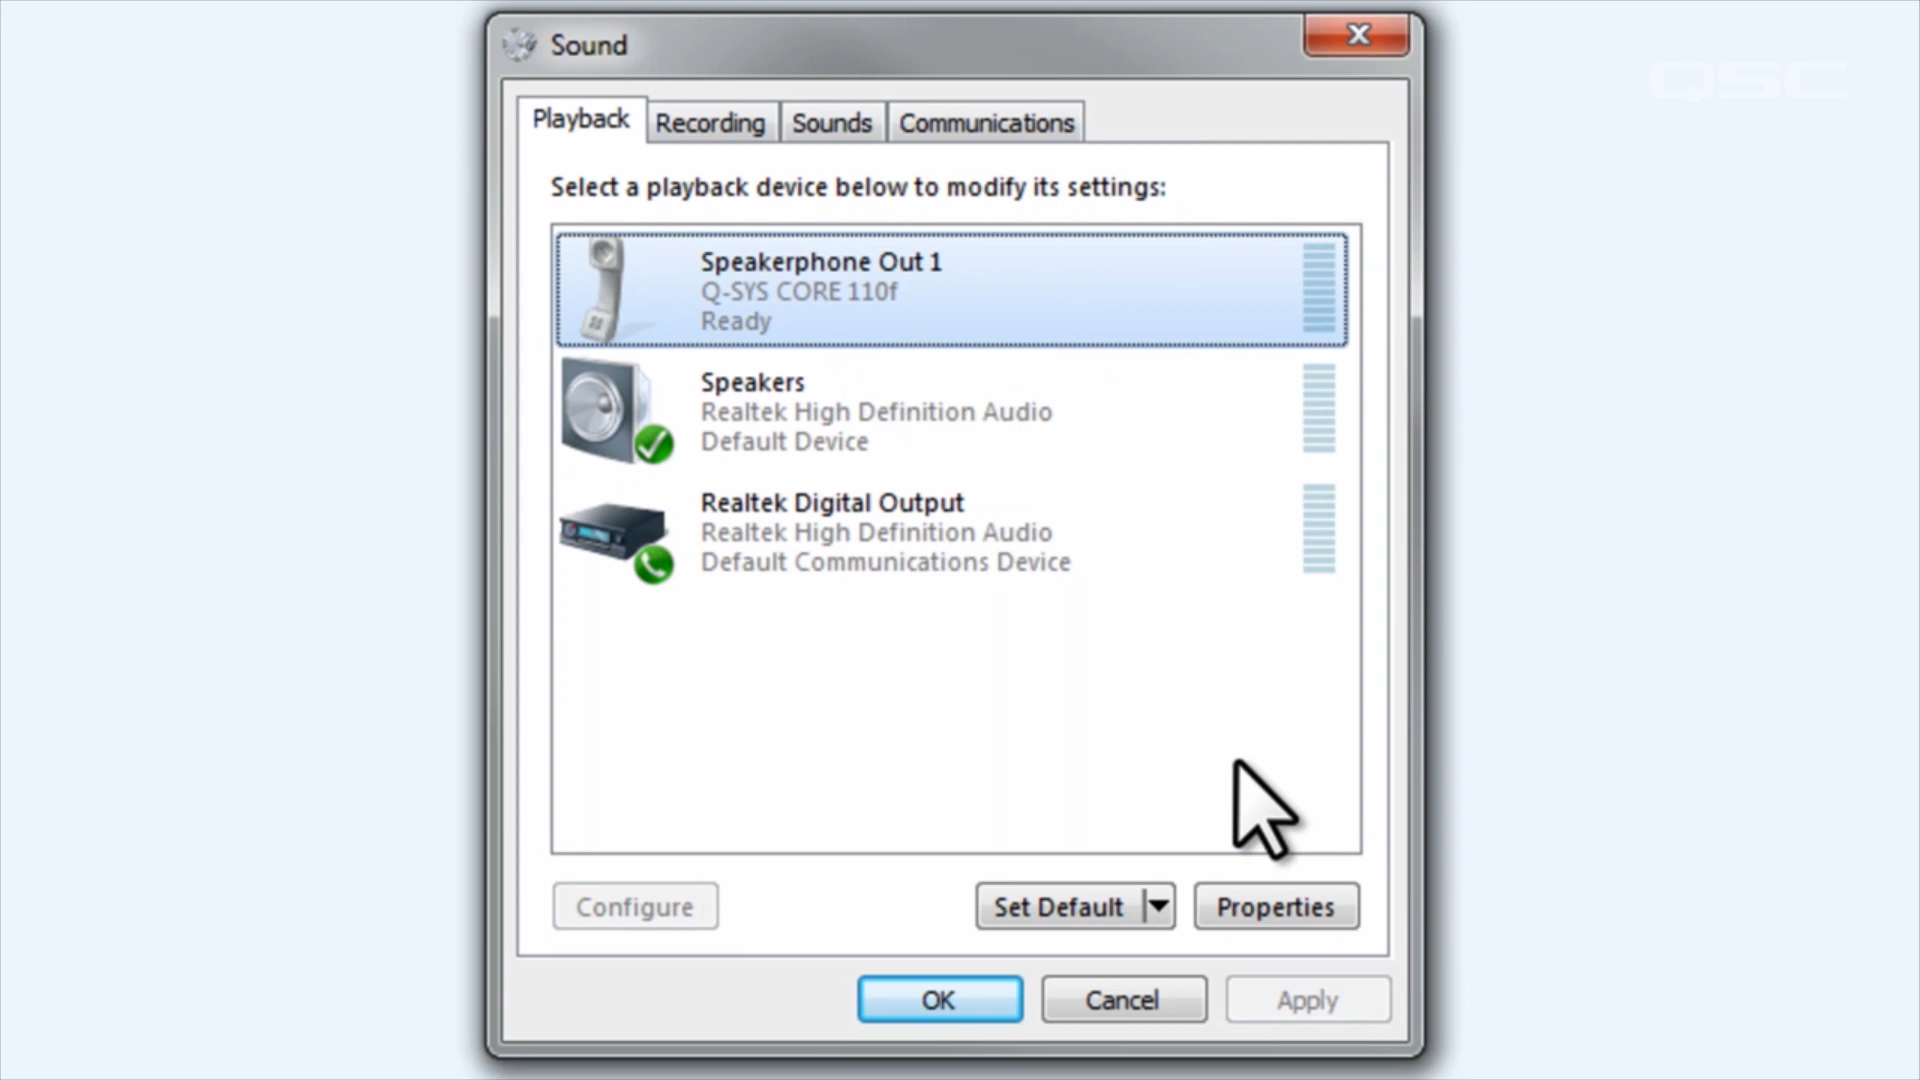 Sound
QSC
Playback
Recording
Sounds
Communications
Select a playback device below to modify its settings:
Speakerphone Out 1
Q-SYS CORE 110f
Ready
Speakers
Realtek High Definition Audio
Default Device
Realtek Digital Output
Realtek High Definition Audio
Default Communications Device
Configure
Set Default
Properties
OK
Cancel
Apply